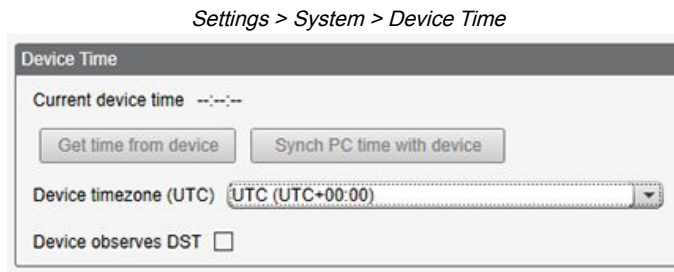 Settings > System > Device Time
Device Time
Current device time --:--:--
Get time from device Synch PC time with device
Device timezone (UTC) UTC (UTC+00:00)
Device observes DST